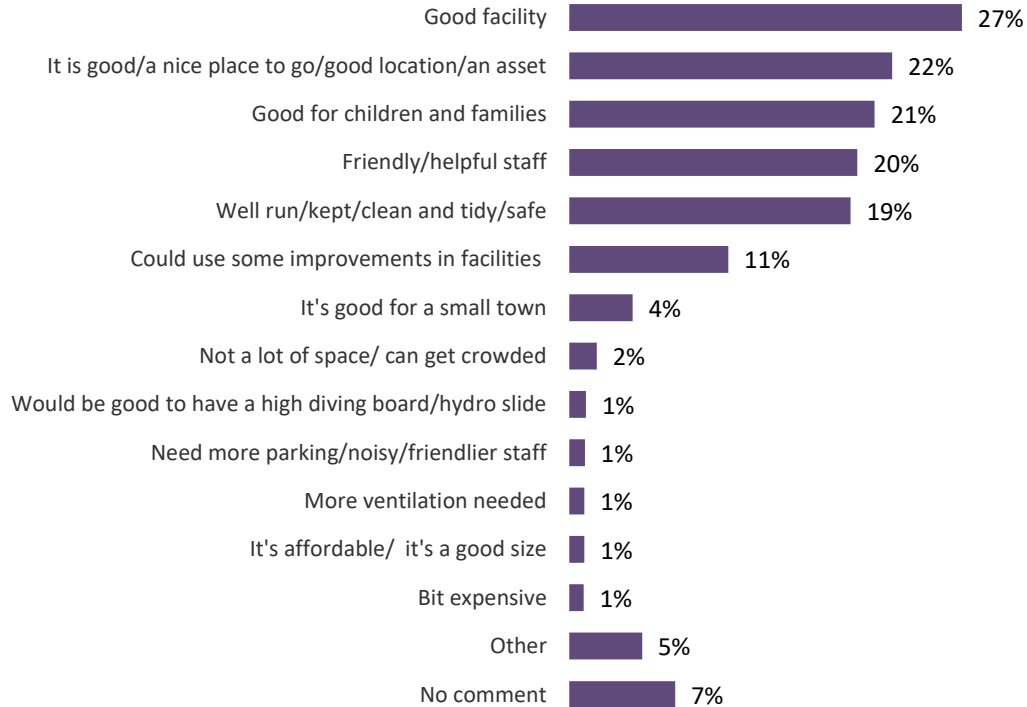 Good facility 27%
It is good/a nice place to go/good location/an asset 22%
Good for children and families 21%
Friendly/helpful staff 20%
Well run/kept/clean and tidy/safe 19%
Could use some improvements in facilities 11%
It's good for a small town 4%
Not a lot of space/ can get crowded 2%
Would be good to have a high diving board/hydro slide 1%
Need more parking/noisy/friendlier staff 1%
More ventilation needed 1%
It's affordable/ it's a good size 1%
Bit expensive 1%
Other 5%
No comment 7%